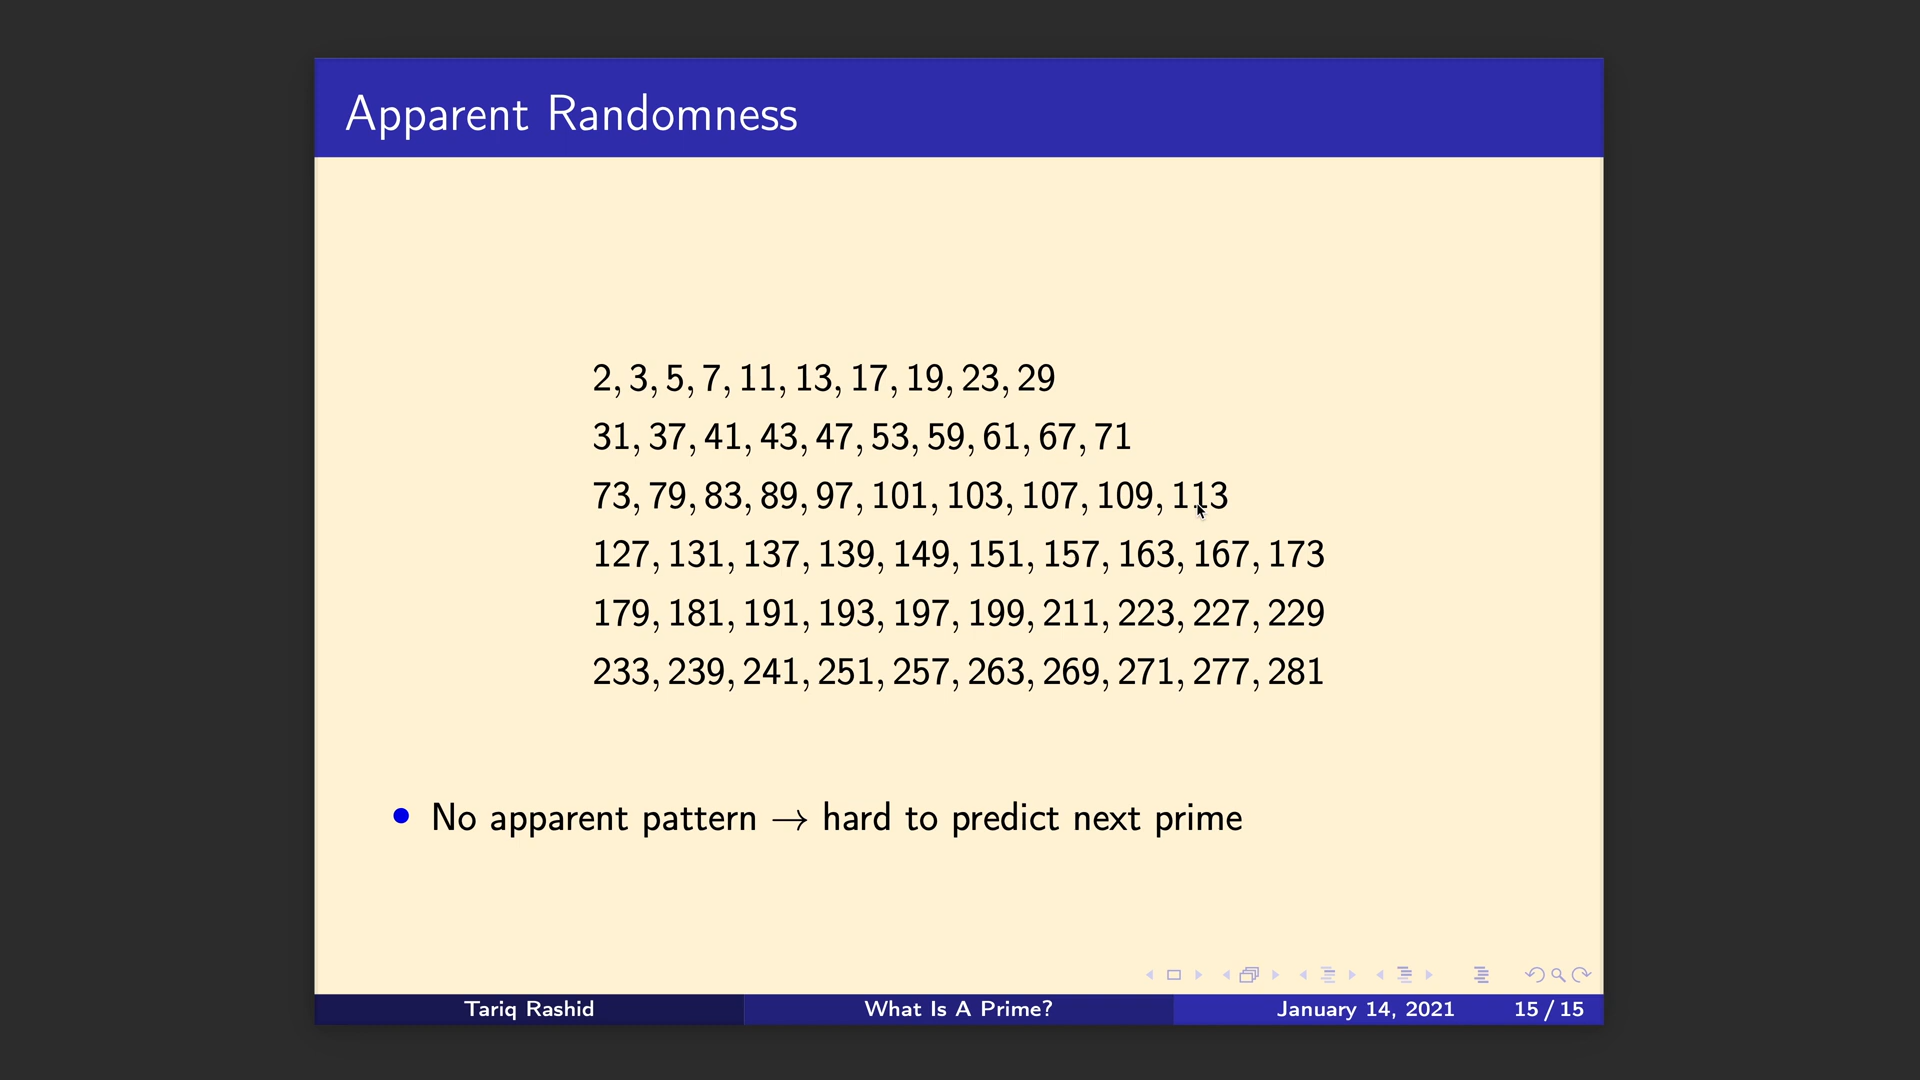 Apparent Randomness
2, 3, 5, 7, 11, 13, 17, 19, 23, 29
31, 37, 41, 43, 47, 53, 59, 61, 67, 71
73, 79, 83, 89, 97, 101, 103, 107, 109, 113
127, 131, 137, 139, 149, 151, 157, 163, 167, 173
179, 181, 191, 193, 197, 199, 211, 223, 227, 229
233, 239, 241, 251, 257, 263, 269, 271, 277, 281
• No apparent pattern → hard to predict next prime
Tariq Rashid What Is A Prime? January 14, 2021 15 / 15